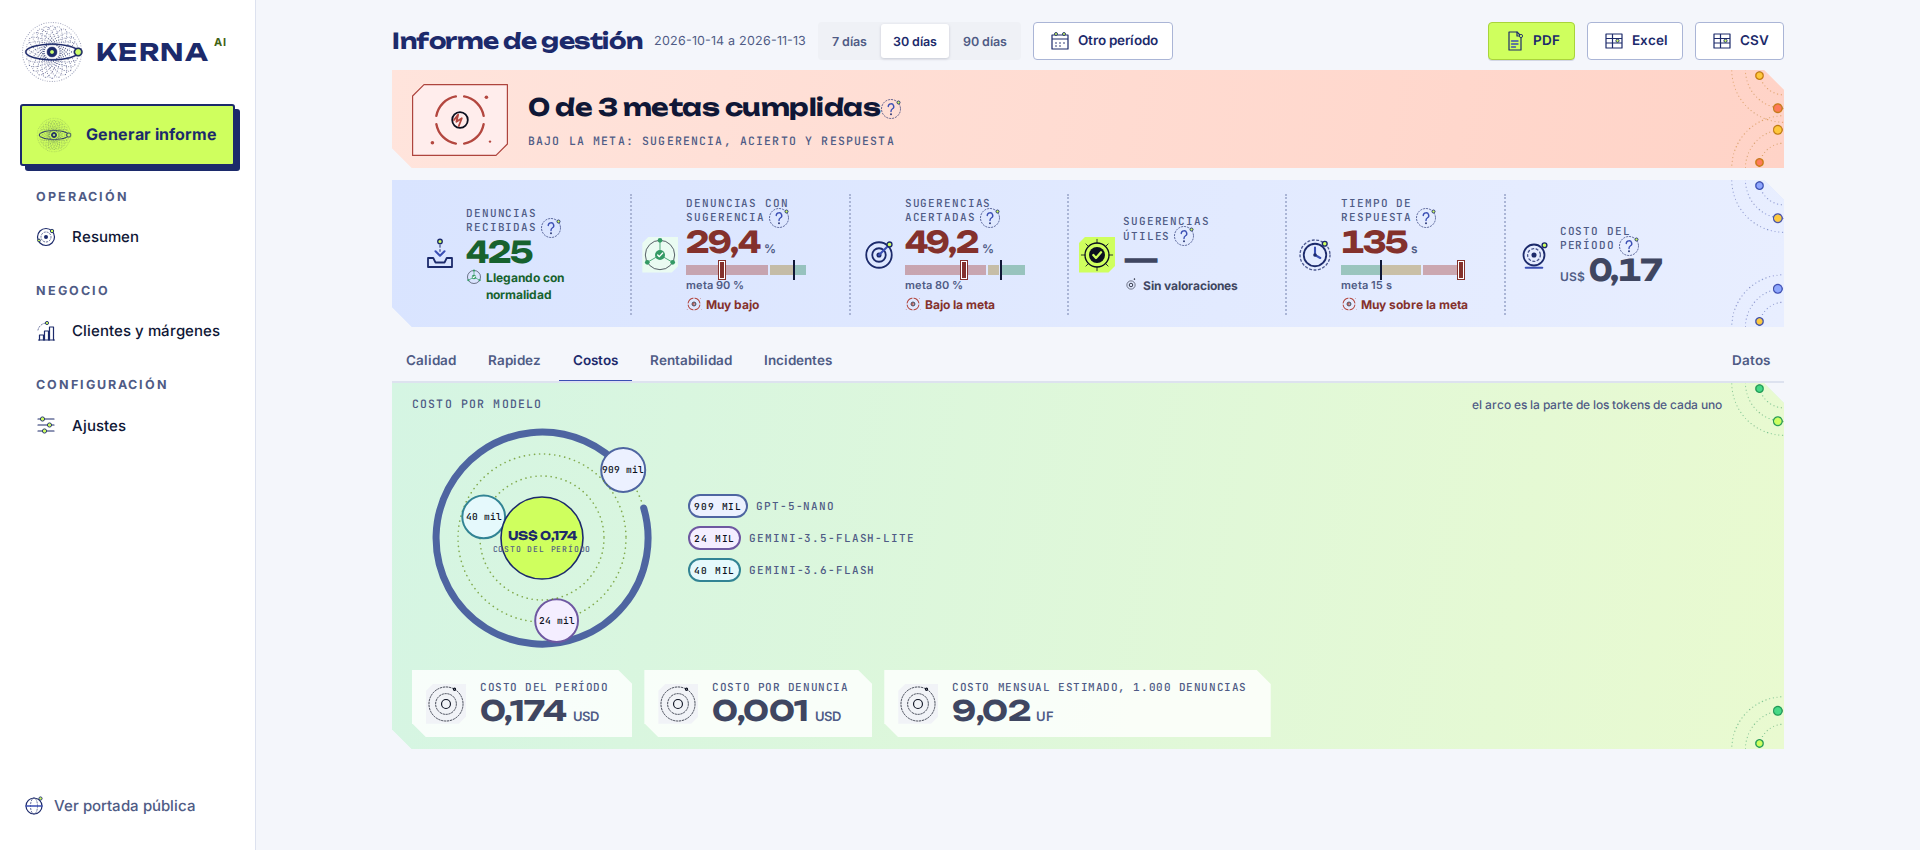 KERNA AI
Generar informe
OPERACIÓN
Resumen
NEGOCIO
Clientes y márgenes
CONFIGURACIÓN
Ajustes
Ver portada pública
Informe de gestión 2026-10-14 a 2026-11-13 7 días 30 días 90 días Otro período PDF Excel CSV
0 de 3 metas cumplidas ?
BAJO LA META: SUGERENCIA, ACIERTO Y RESPUESTA
DENUNCIAS
RECIBIDAS ?
425
Llegando con
normalidad
DENUNCIAS CON
SUGERENCIA ?
29,4 %
meta 90 %
Muy bajo
SUGERENCIAS
ACERTADAS ?
49,2 %
meta 80 %
Bajo la meta
SUGERENCIAS
ÚTILES ?
—
Sin valoraciones
TIEMPO DE
RESPUESTA ?
135 s
meta 15 s
Muy sobre la meta
COSTO DEL
PERÍODO ?
US$ 0,17
Calidad Rapidez Costos Rentabilidad Incidentes Datos
COSTO POR MODELO
el arco es la parte de los tokens de cada uno
909 mil
40 mil
US$ 0,174
COSTO DEL PERÍODO
24 mil
909 MIL GPT-5-NANO
24 MIL GEMINI-3.5-FLASH-LITE
40 MIL GEMINI-3.6-FLASH
COSTO DEL PERÍODO
0,174 USD
COSTO POR DENUNCIA
0,001 USD
COSTO MENSUAL ESTIMADO, 1.000 DENUNCIAS
9,02 UF